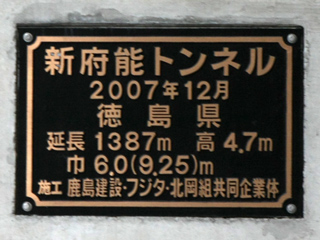 新府能トンネル
2007年12月
徳島県
延長 1387m 高 4.7m
巾 6.0(9.25)m
施工 鹿島建設・フジタ・北岡組共同企業体